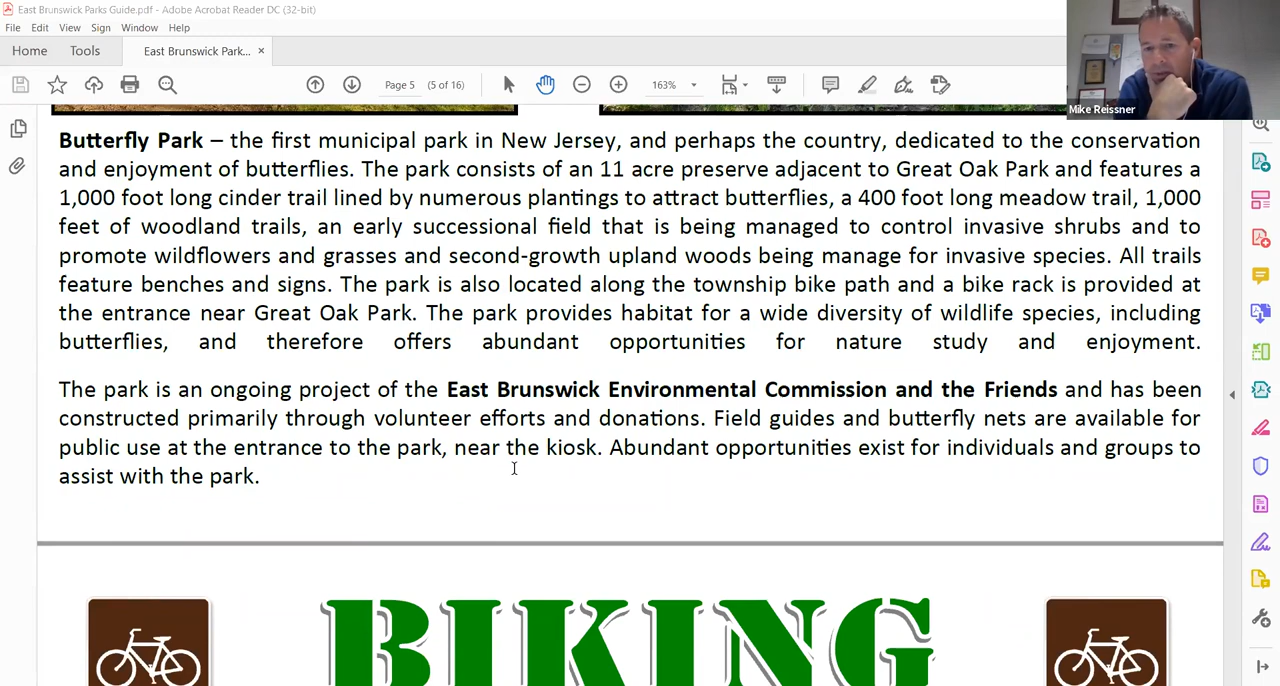 East Brunswick Parks Guide.pdf - Adobe Acrobat Reader DC (32-bit)
File Edit View Sign Window Help
Home Tools East Brunswick Park... ×
Page 5 (5 of 16) 163%
Mike Reissner
Butterfly Park – the first municipal park in New Jersey, and perhaps the country, dedicated to the conservation
and enjoyment of butterflies. The park consists of an 11 acre preserve adjacent to Great Oak Park and features a
1,000 foot long cinder trail lined by numerous plantings to attract butterflies, a 400 foot long meadow trail, 1,000
feet of woodland trails, an early successional field that is being managed to control invasive shrubs and to
promote wildflowers and grasses and second-growth upland woods being manage for invasive species. All trails
feature benches and signs. The park is also located along the township bike path and a bike rack is provided at
the entrance near Great Oak Park. The park provides habitat for a wide diversity of wildlife species, including
butterflies, and therefore offers abundant opportunities for nature study and enjoyment.
The park is an ongoing project of the East Brunswick Environmental Commission and the Friends and has been
constructed primarily through volunteer efforts and donations. Field guides and butterfly nets are available for
public use at the entrance to the park, near the kiosk. Abundant opportunities exist for individuals and groups to
assist with the park.
BIKING